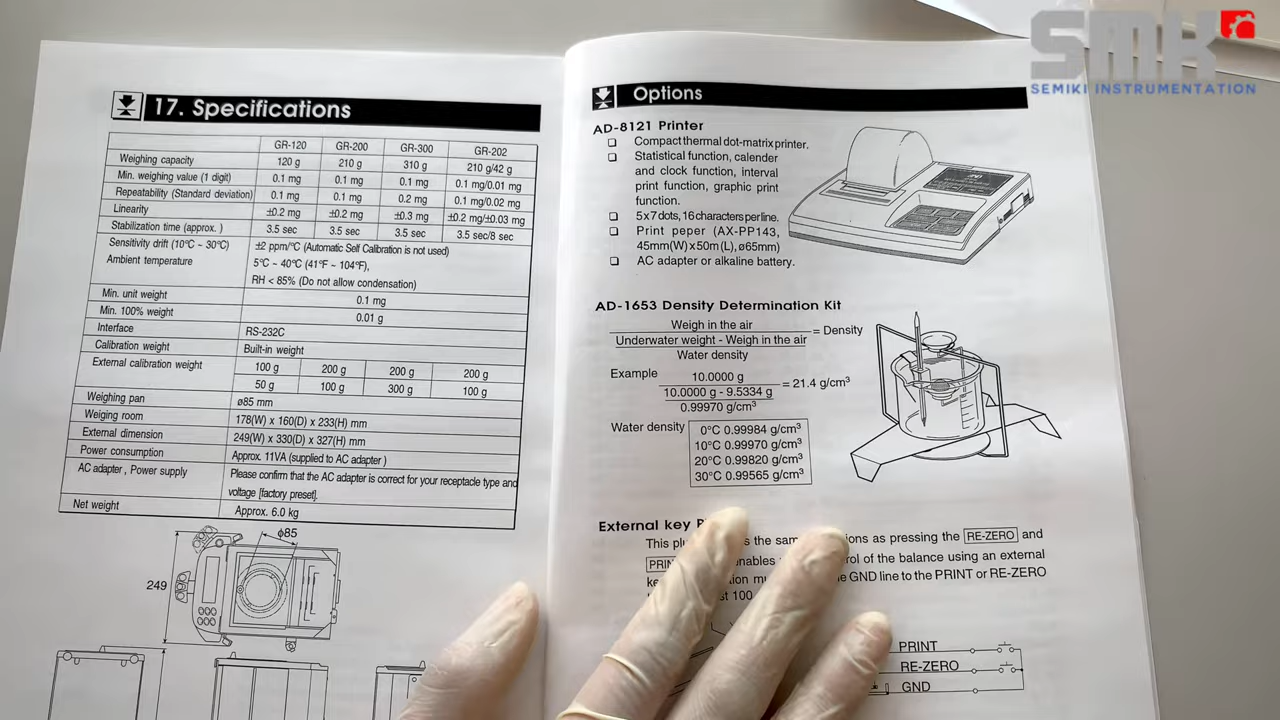 SMK
SEMIKI INSTRUMENTATION
17. Specifications
GR-120 GR-200 GR-300 GR-202
Weighing capacity 120 g 210 g 310 g 210 g/42 g
Min. weighing value (1 digit) 0.1 mg 0.1 mg 0.1 mg 0.1 mg/0.01 mg
Repeatability (Standard deviation) 0.1 mg 0.1 mg 0.2 mg 0.1 mg/0.02 mg
Linearity ±0.2 mg ±0.2 mg ±0.3 mg ±0.2 mg/±0.03 mg
Stabilization time (approx. ) 3.5 sec 3.5 sec 3.5 sec 3.5 sec/8 sec
Sensitivity drift (10°C ~ 30°C) ±2 ppm/°C (Automatic Self Calibration is not used)
Ambient temperature 5°C ~ 40°C (41°F ~ 104°F),
RH < 85% (Do not allow condensation)
Min. unit weight 0.1 mg
Min. 100% weight 0.01 g
Interface RS-232C
Calibration weight Built-in weight
External calibration weight 100 g 200 g 200 g 200 g
50 g 100 g 300 g 100 g
Weighing pan ø85 mm
Weiging room 178(W) x 160(D) x 233(H) mm
External dimension 249(W) x 330(D) x 327(H) mm
Power consumption Approx. 11VA (supplied to AC adapter )
AC adapter , Power supply Please confirm that the AC adapter is correct for your receptacle type and
voltage [factory preset].
Net weight Approx. 6.0 kg
ϕ85
249
Options
AD-8121 Printer
❏ Compact thermal dot-matrix printer.
❏ Statistical function, calender
and clock function, interval
print function, graphic print
function.
❏ 5x7 dots, 16 characters per line.
❏ Print peper (AX-PP143,
45mm(W) x 50m (L), ø65mm)
❏ AC adapter or alkaline battery.
AD-1653 Density Determination Kit
Weigh in the air
Underwater weight - Weigh in the air = Density
Water density
Example
10.0000 g
10.0000 g - 9.5334 g = 21.4 g/cm³
0.99970 g/cm³
Water density 0°C 0.99984 g/cm³
10°C 0.99970 g/cm³
20°C 0.99820 g/cm³
30°C 0.99565 g/cm³
External key
This the as pressing the RE-ZERO and
of the balance using an external
GND line to the PRINT or RE-ZERO
100
PRINT
RE-ZERO
GND